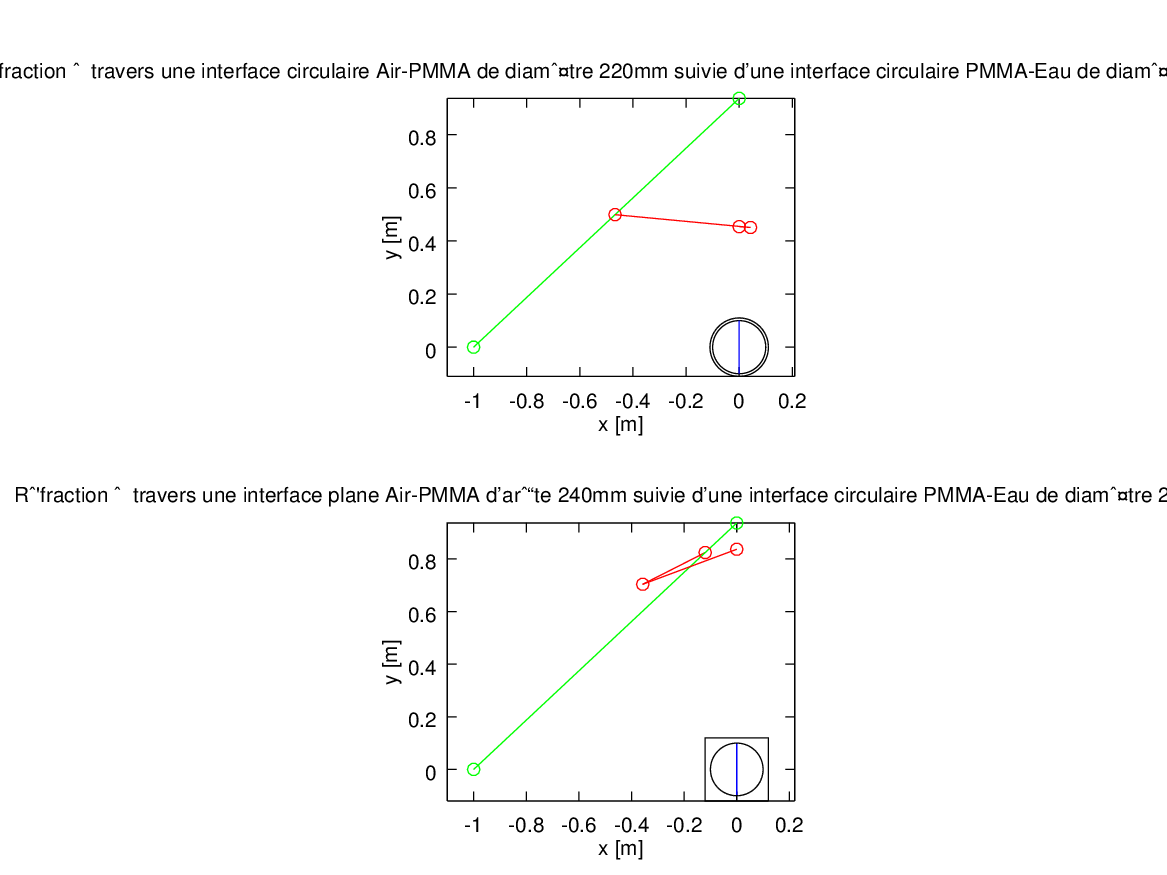 fraction ˆ  travers une interface circulaire Air-PMMA de diamˆ¤tre 220mm suivie d'une interface circulaire PMMA-Eau de diamˆ¤
0.8
0.6
0.4
0.2
0
y [m]
-1 -0.8 -0.6 -0.4 -0.2 0 0.2
x [m]
Rˆ'fraction ˆ  travers une interface plane Air-PMMA d'arˆ“te 240mm suivie d'une interface circulaire PMMA-Eau de diamˆ¤tre 2
0.8
0.6
0.4
0.2
0
y [m]
-1 -0.8 -0.6 -0.4 -0.2 0 0.2
x [m]